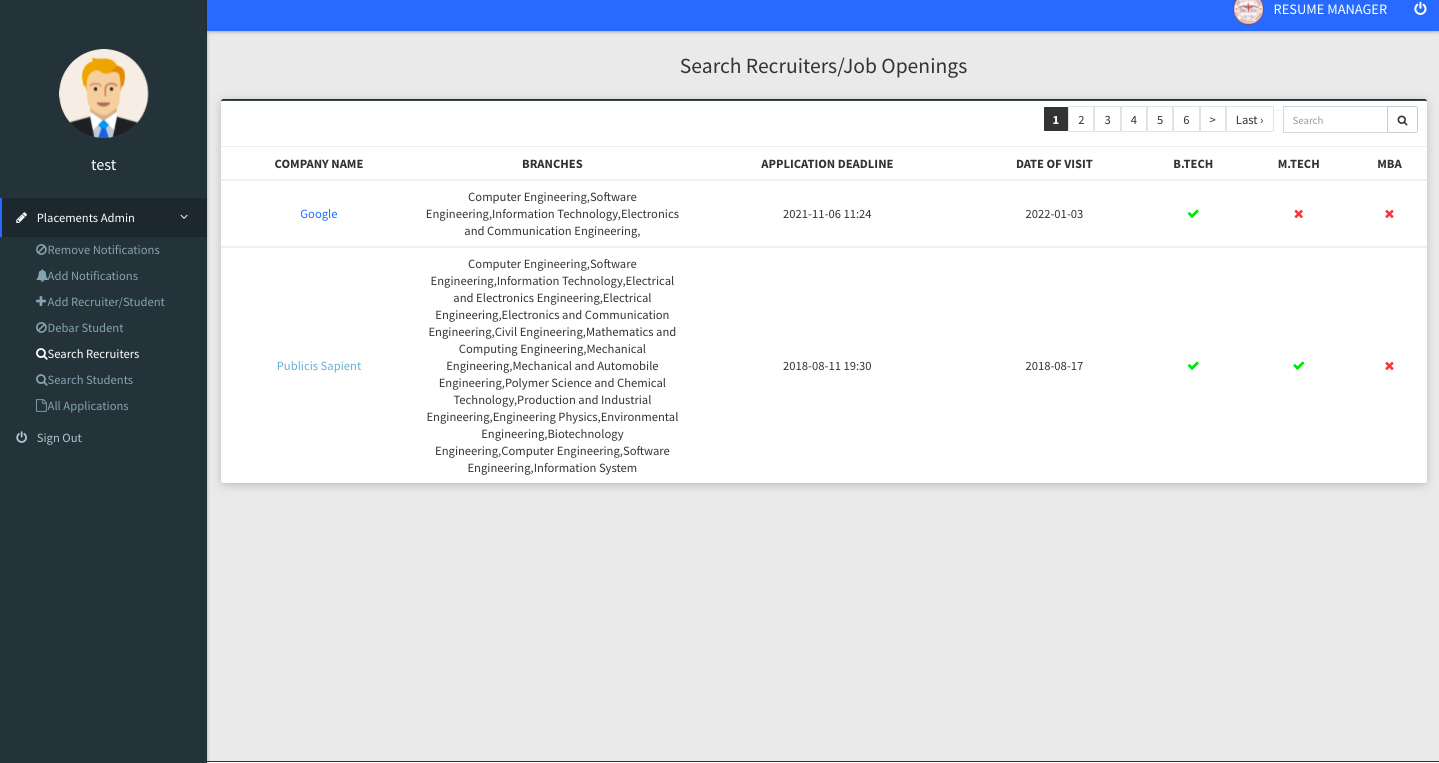 RESUME MANAGER
test
Placements Admin
Remove Notifications
Add Notifications
Add Recruiter/Student
Debar Student
Search Recruiters
Search Students
All Applications
Sign Out
Search Recruiters/Job Openings
1 2 3 4 5 6 > Last › Search
COMPANY NAME BRANCHES APPLICATION DEADLINE DATE OF VISIT B.TECH M.TECH MBA
Computer Engineering,Software
Engineering,Information Technology,Electronics
and Communication Engineering,
Google 2021-11-06 11:24 2022-01-03
Computer Engineering,Software
Engineering,Information Technology,Electrical
and Electronics Engineering,Electrical
Engineering,Electronics and Communication
Engineering,Civil Engineering,Mathematics and
Computing Engineering,Mechanical
Engineering,Mechanical and Automobile
Engineering,Polymer Science and Chemical
Technology,Production and Industrial
Engineering,Engineering Physics,Environmental
Engineering,Biotechnology
Engineering,Computer Engineering,Software
Engineering,Information System
Publicis Sapient 2018-08-11 19:30 2018-08-17